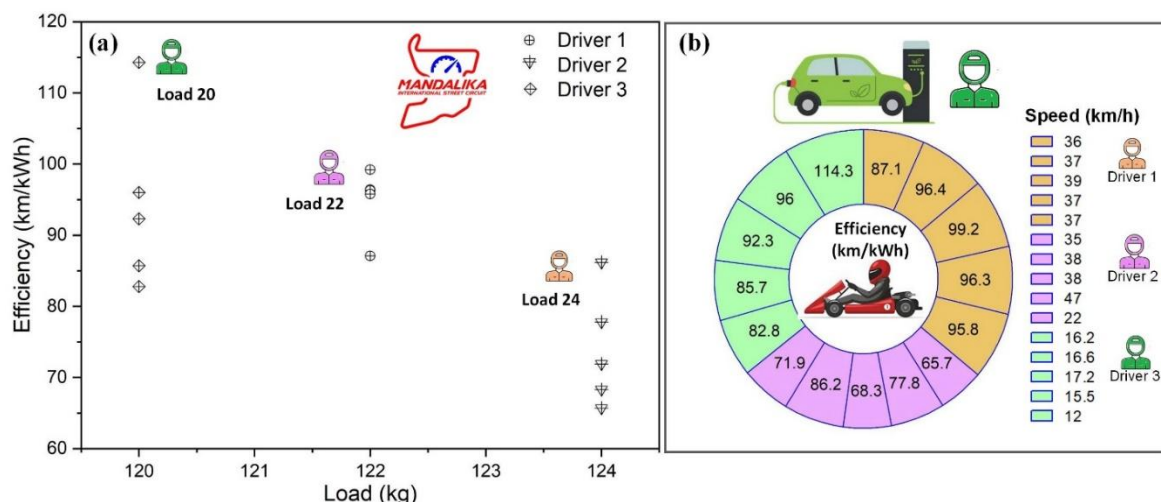 (a)
Efficiency (km/kWh)
120
110
100
90
80
70
60
120
121
122
123
124
Load (kg)
Load 20
Load 22
Load 24
MANDALIKA
INTERNATIONAL STREET CIRCUIT
Driver 1
Driver 2
Driver 3
(b)
Efficiency
(km/kWh)
87.1
96.4
99.2
96.3
95.8
65.7
77.8
68.3
86.2
71.9
82.8
85.7
92.3
96
114.3
Speed (km/h)
36
37
39
37
37
35
38
38
47
22
16.2
16.6
17.2
15.5
12
Driver 1
Driver 2
Driver 3